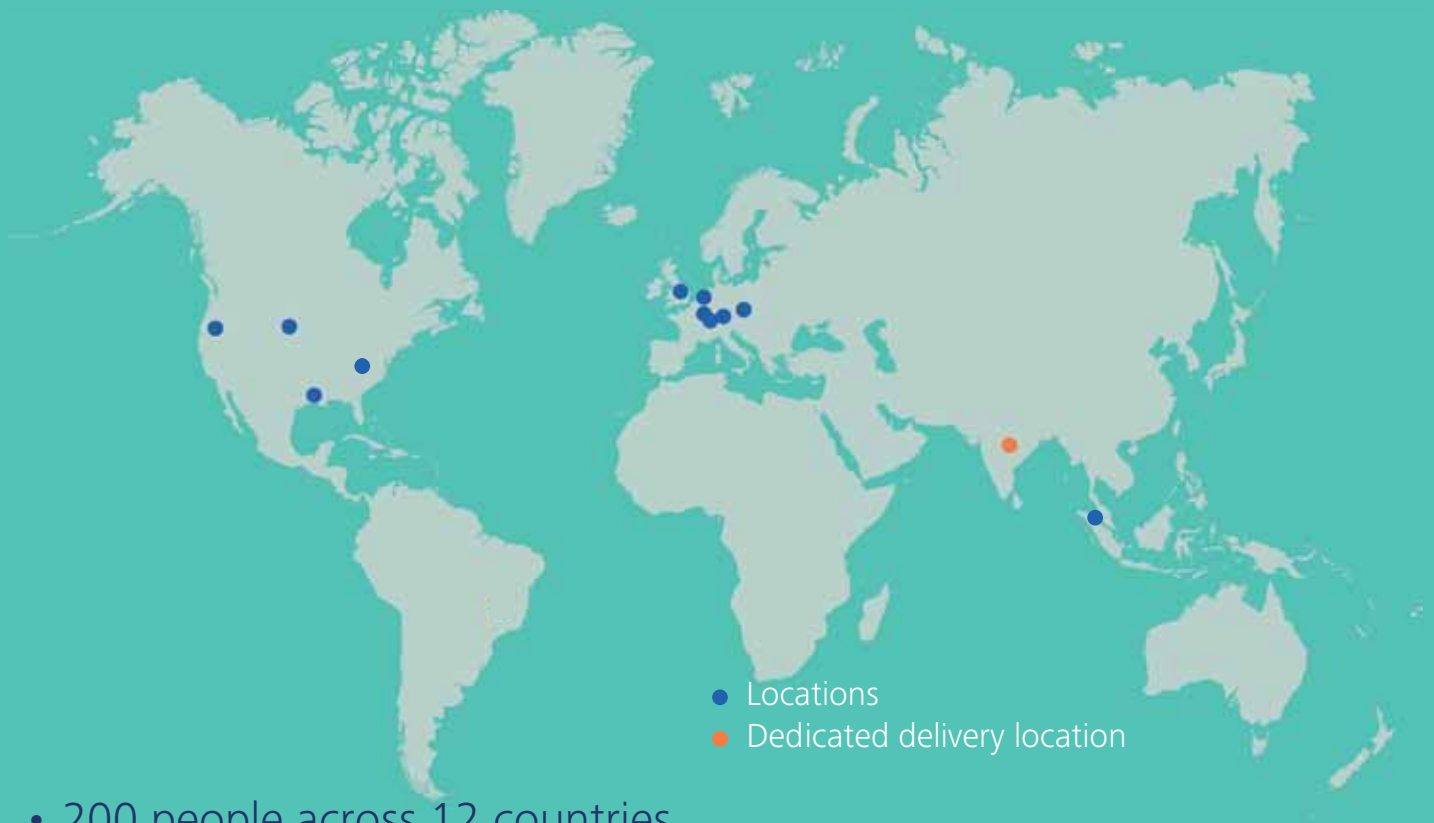 Locations
Dedicated delivery location
• 200 people across 12 countries